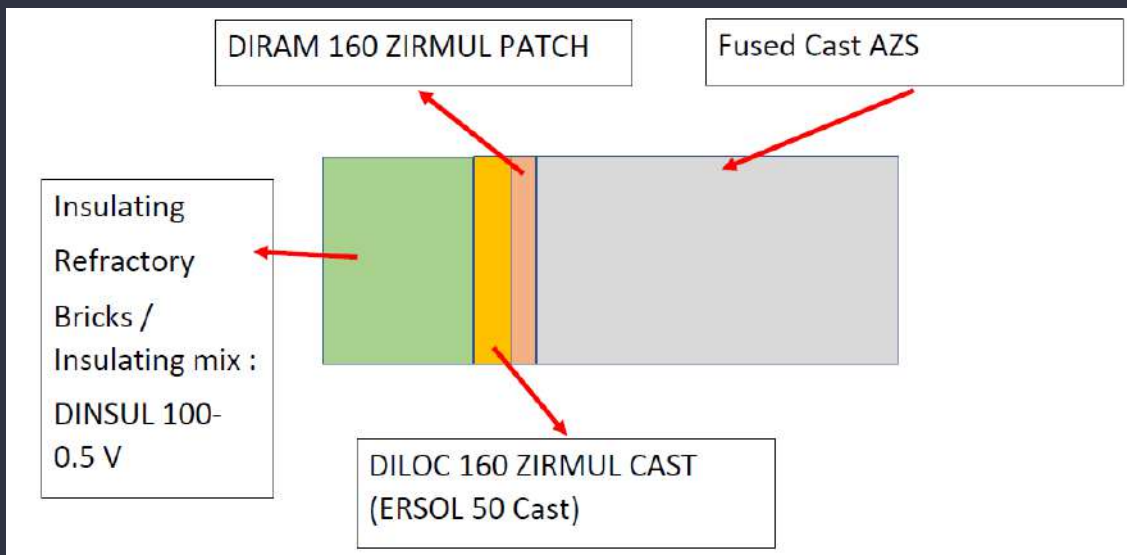 DIRAM 160 ZIRMUL PATCH
Fused Cast AZS
Insulating
Refractory
Bricks /
Insulating mix :
DINSUL 100-
0.5 V
DILOC 160 ZIRMUL CAST
(ERSOL 50 Cast)